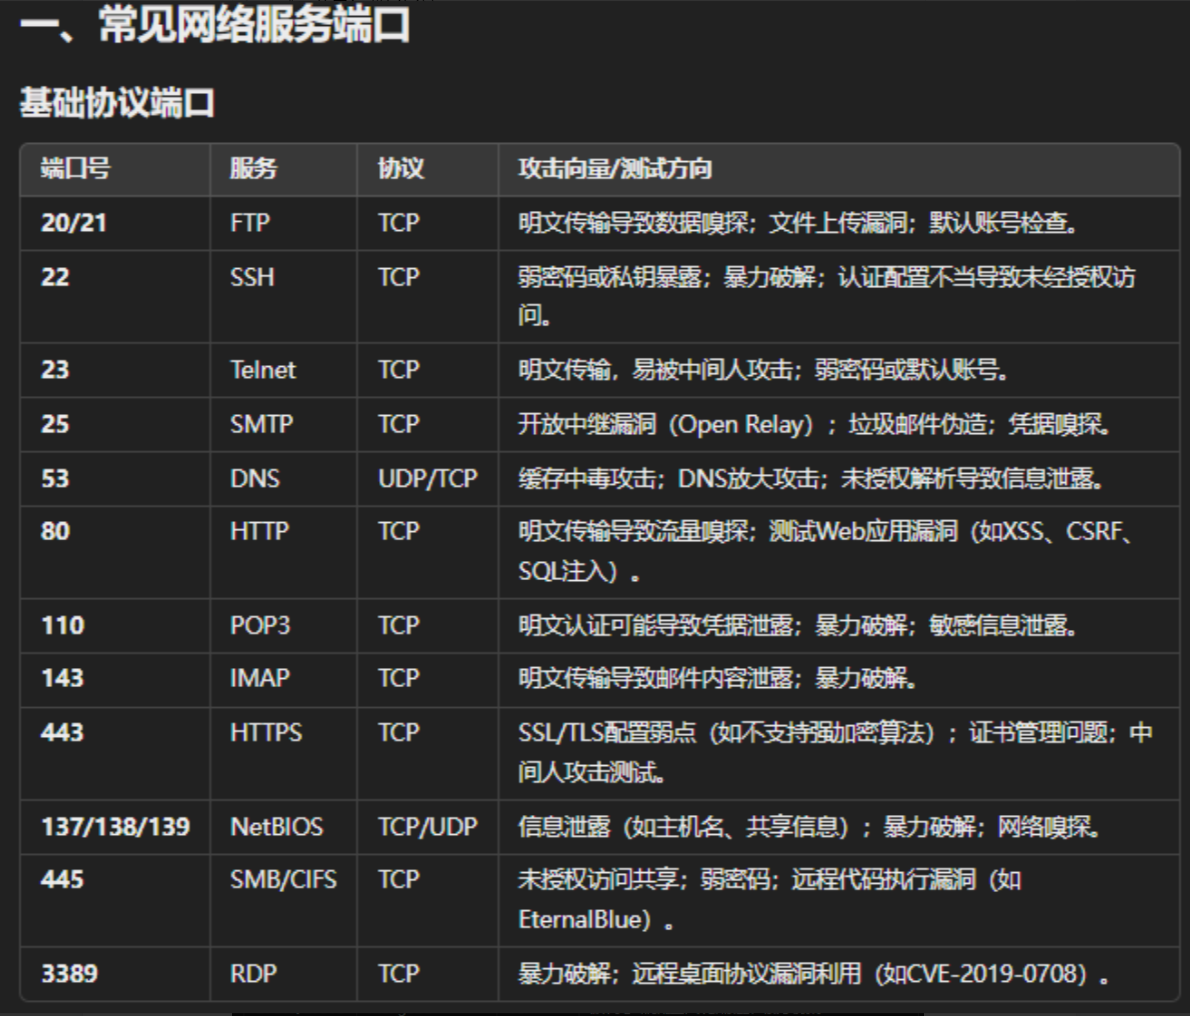 一、常见网络服务端口
基础协议端口
端口号 服务 协议 攻击向量/测试方向
20/21 FTP TCP 明文传输导致数据嗅探；文件上传漏洞；默认账号检查。
22 SSH TCP 弱密码或私钥暴露；暴力破解；认证配置不当导致未经授权访
问。
23 Telnet TCP 明文传输，易被中间人攻击；弱密码或默认账号。
25 SMTP TCP 开放中继漏洞（Open Relay）；垃圾邮件伪造；凭据嗅探。
53 DNS UDP/TCP 缓存中毒攻击；DNS放大攻击；未授权解析导致信息泄露。
80 HTTP TCP 明文传输导致流量嗅探；测试Web应用漏洞（如XSS、CSRF、
SQL注入）。
110 POP3 TCP 明文认证可能导致凭据泄露；暴力破解；敏感信息泄露。
143 IMAP TCP 明文传输导致邮件内容泄露；暴力破解。
443 HTTPS TCP SSL/TLS配置弱点（如不支持强加密算法）；证书管理问题；中
间人攻击测试。
137/138/139 NetBIOS TCP/UDP 信息泄露（如主机名、共享信息）；暴力破解；网络嗅探。
445 SMB/CIFS TCP 未授权访问共享；弱密码；远程代码执行漏洞（如
EternalBlue）。
3389 RDP TCP 暴力破解；远程桌面协议漏洞利用（如CVE-2019-0708）。